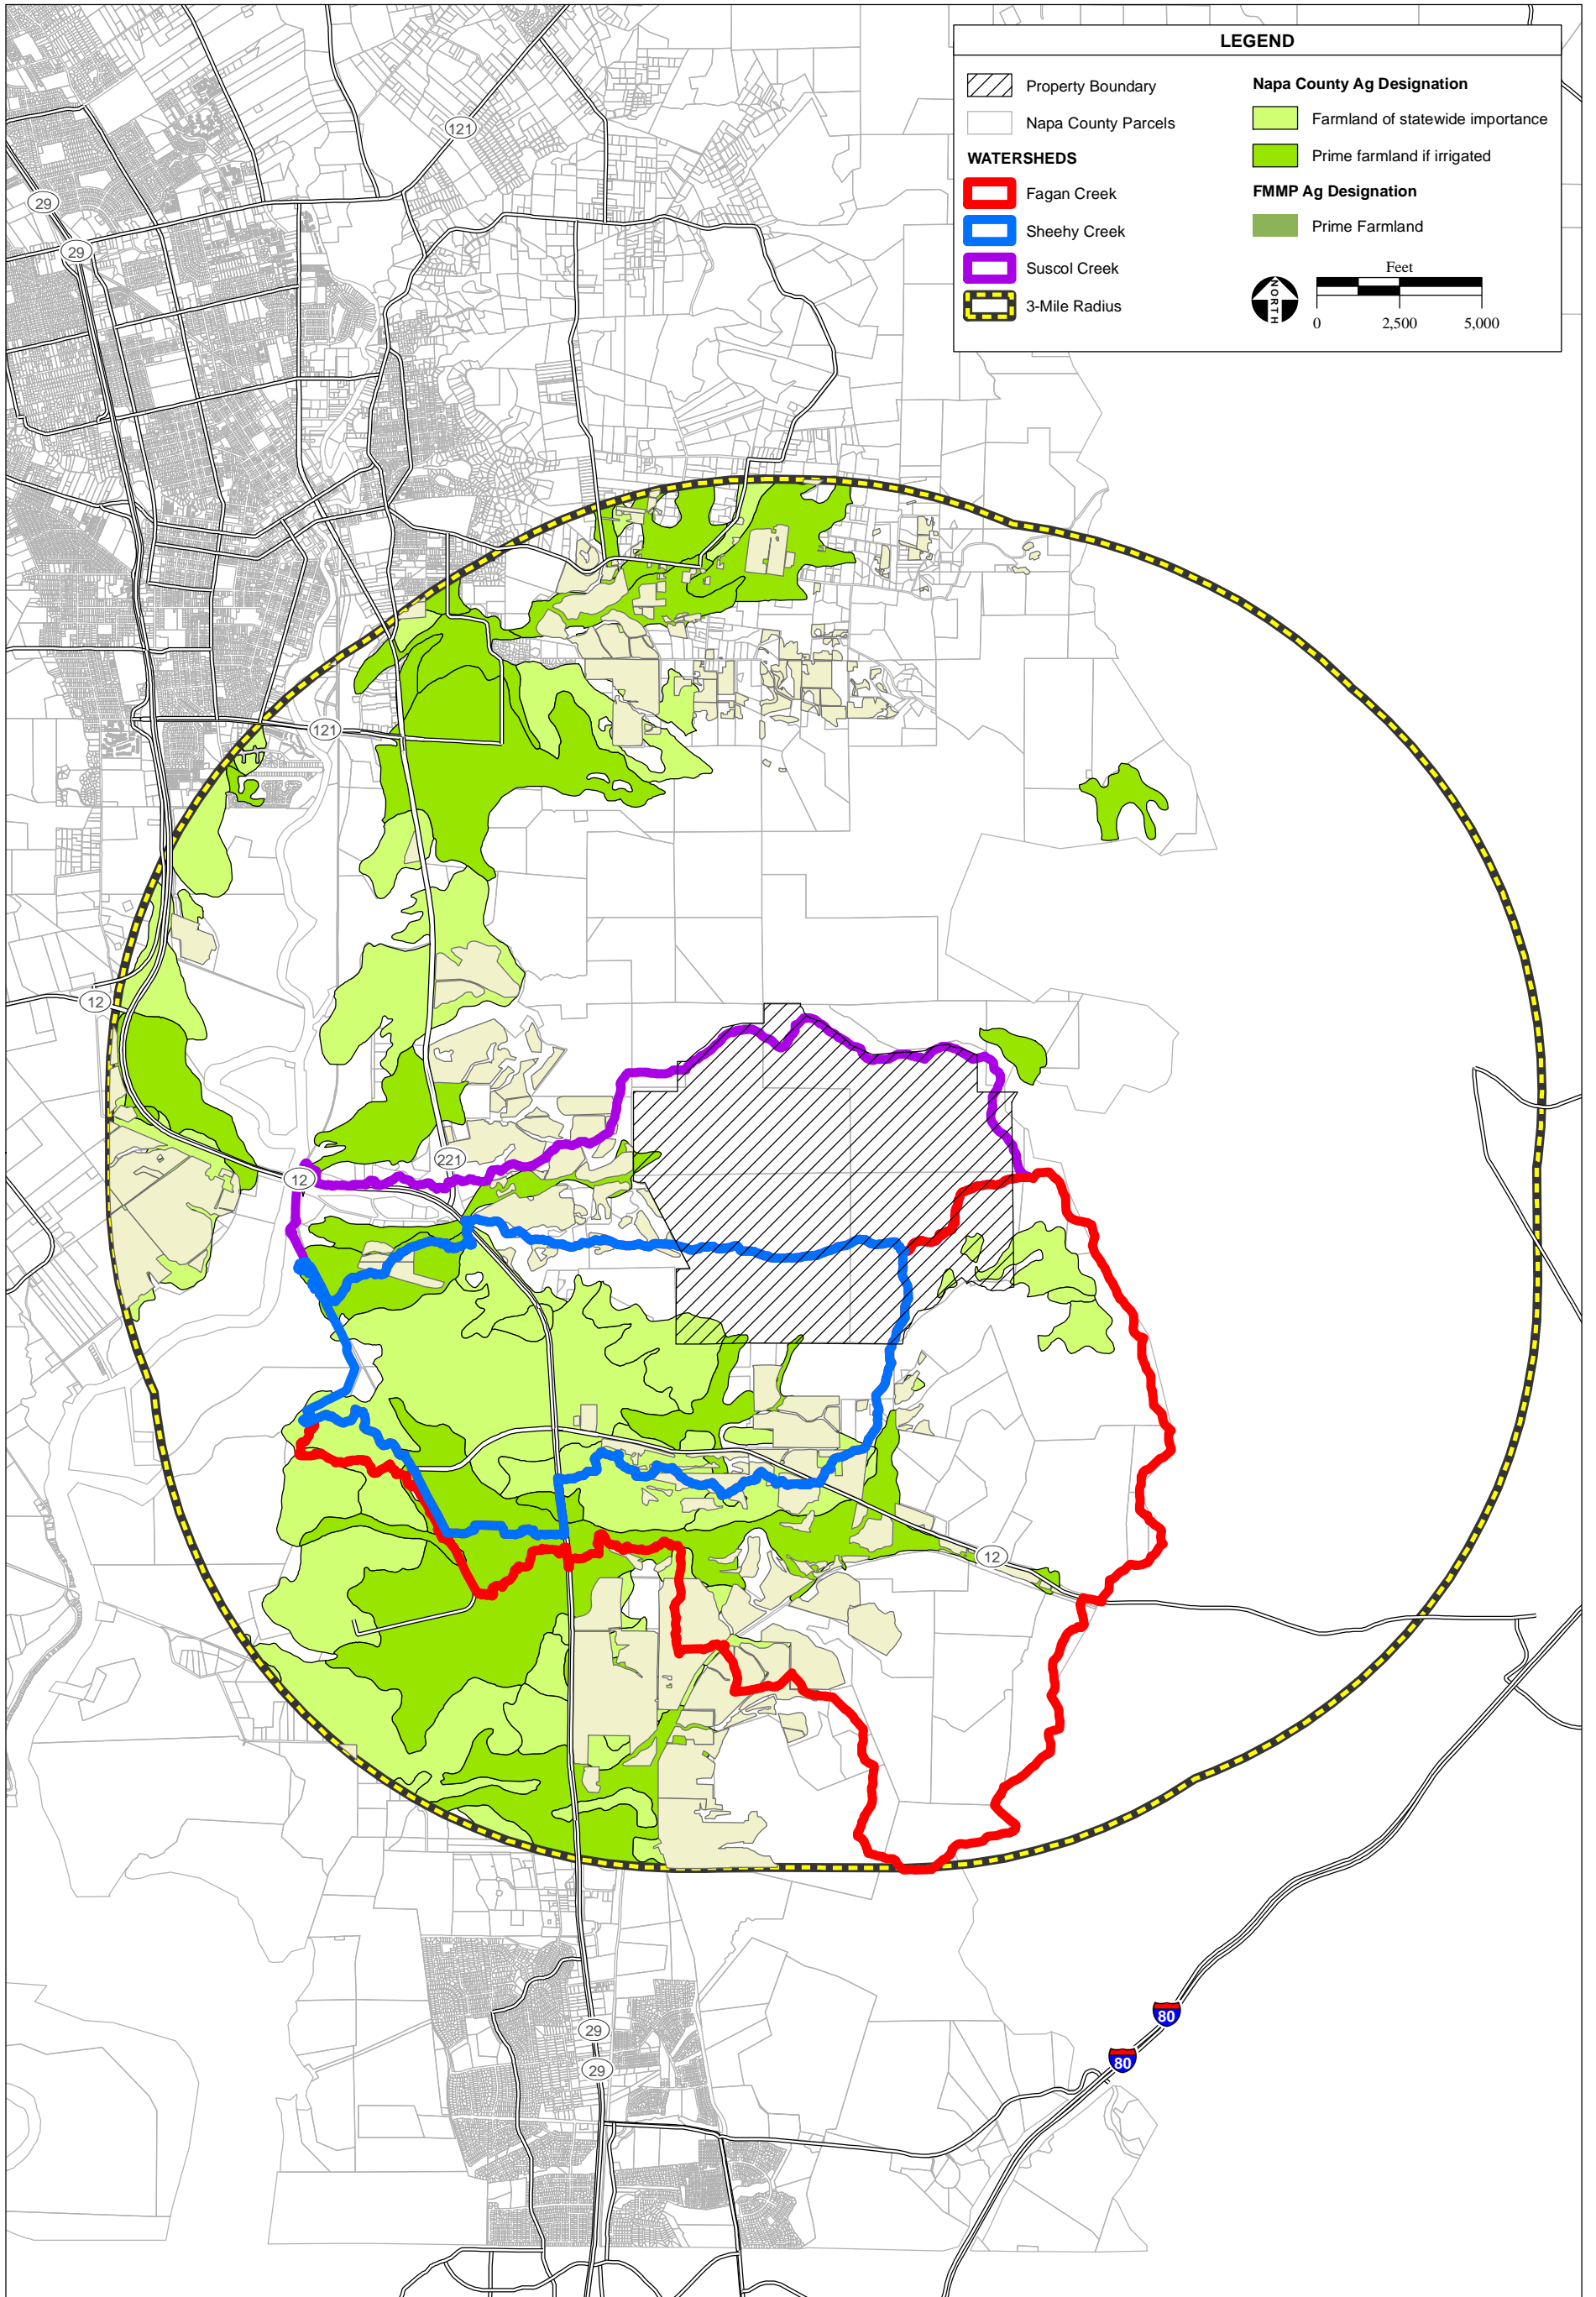 LEGEND
Property Boundary
Napa County Parcels
WATERSHEDS
Fagan Creek
Sheehy Creek
Suscol Creek
3-Mile Radius
Napa County Ag Designation
Farmland of statewide importance
Prime farmland if irrigated
FMMP Ag Designation
Prime Farmland
NORTH
Feet
0 2,500 5,000
121
29
29
121
12
221
12
12
80
29
80
29